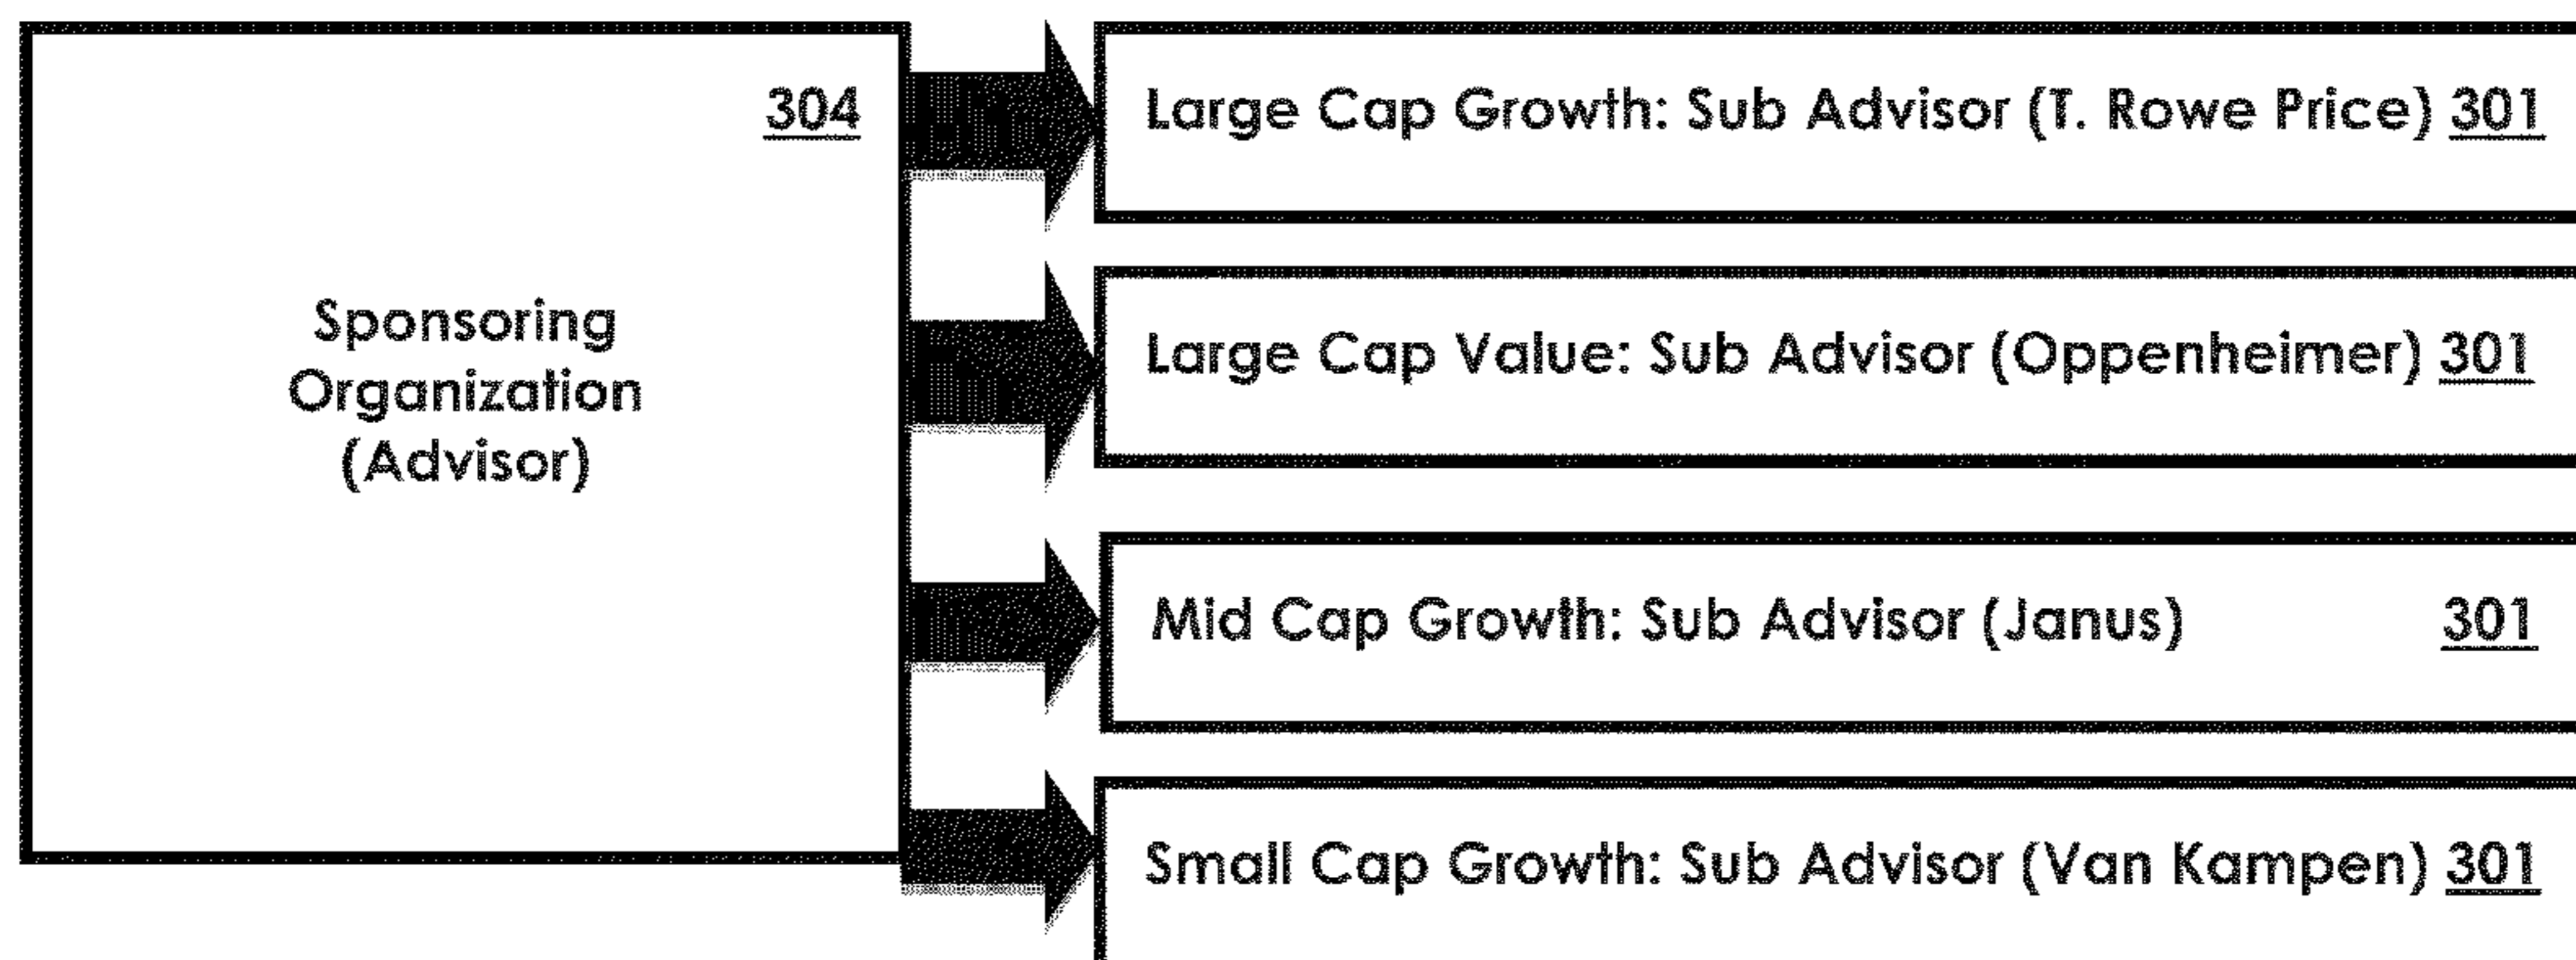 304
Sponsoring
Organization
(Advisor)
Large Cap Growth: Sub Advisor (T. Rowe Price) 301
Large Cap Value: Sub Advisor (Oppenheimer) 301
Mid Cap Growth: Sub Advisor (Janus) 301
Small Cap Growth: Sub Advisor (Van Kampen) 301